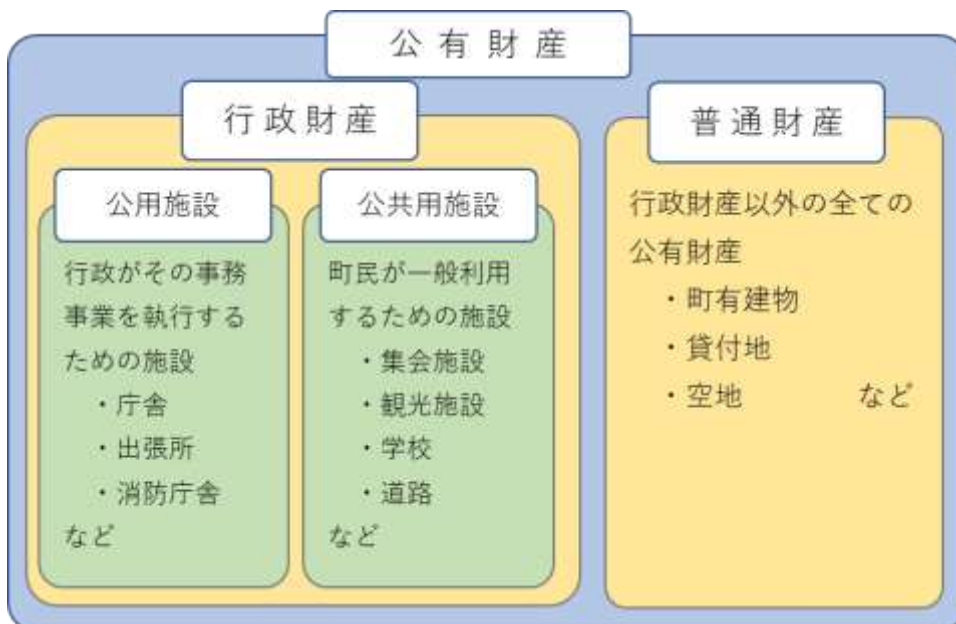 公有財産
行政財産
公用施設
行政がその事務
事業を執行する
ための施設
・庁舎
・出張所
・消防庁舎
など
公共用施設
町民が一般利用
するための施設
・集会施設
・観光施設
・学校
・道路
など
普通財産
行政財産以外の全ての
公有財産
・町有建物
・貸付地
・空地 など